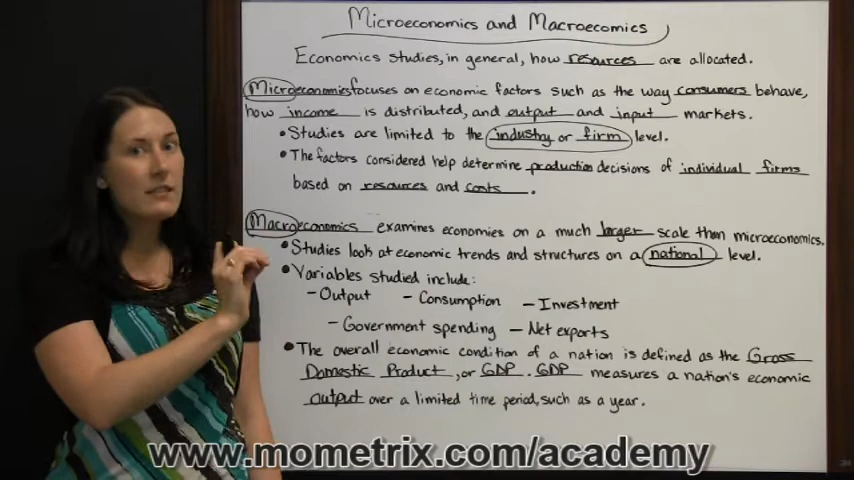 Microeconomics and Macroecomics
Economics studies, in general, how resources are allocated.
Microeconomics focuses on economic factors such as the way consumers behave,
how income is distributed, and output and input markets.
•Studies are limited to the industry or firm level.
•The factors considered help determine production decisions of individual firms
based on resources and costs.
Macroeconomics examines economies on a much larger scale than microeconomics.
•Studies look at economic trends and structures on a national level.
•Variables studied include:
-Output -Consumption -Investment
-Government spending -Net exports
•The overall economic condition of a nation is defined as the Gross
Domestic Product, or GDP. GDP measures a nation's economic
output over a limited time period, such as a year.
www.mometrix.com/academy